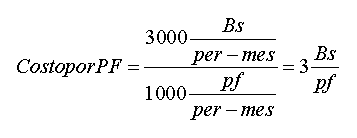 CostoporPF = (3000 Bs/per−mes) / (1000 pf/per−mes) = 3 Bs/pf